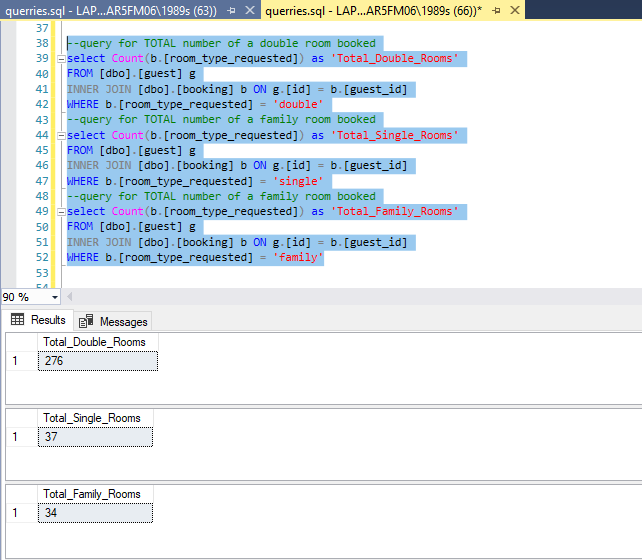 querries.sql - LAP...AR5FM06\1989s (63))
querries.sql - LAP...AR5FM06\1989s (66))*
37
38 --query for TOTAL number of a double room booked
39 select Count(b.[room_type_requested]) as 'Total_Double_Rooms'
40 FROM [dbo].[guest] g
41 INNER JOIN [dbo].[booking] b ON g.[id] = b.[guest_id]
42 WHERE b.[room_type_requested] = 'double'
43 --query for TOTAL number of a family room booked
44 select Count(b.[room_type_requested]) as 'Total_Single_Rooms'
45 FROM [dbo].[guest] g
46 INNER JOIN [dbo].[booking] b ON g.[id] = b.[guest_id]
47 WHERE b.[room_type_requested] = 'single'
48 --query for TOTAL number of a family room booked
49 select Count(b.[room_type_requested]) as 'Total_Family_Rooms'
50 FROM [dbo].[guest] g
51 INNER JOIN [dbo].[booking] b ON g.[id] = b.[guest_id]
52 WHERE b.[room_type_requested] = 'family'
53
54
90 %
Results Messages
Total_Double_Rooms
1 276
Total_Single_Rooms
1 37
Total_Family_Rooms
1 34